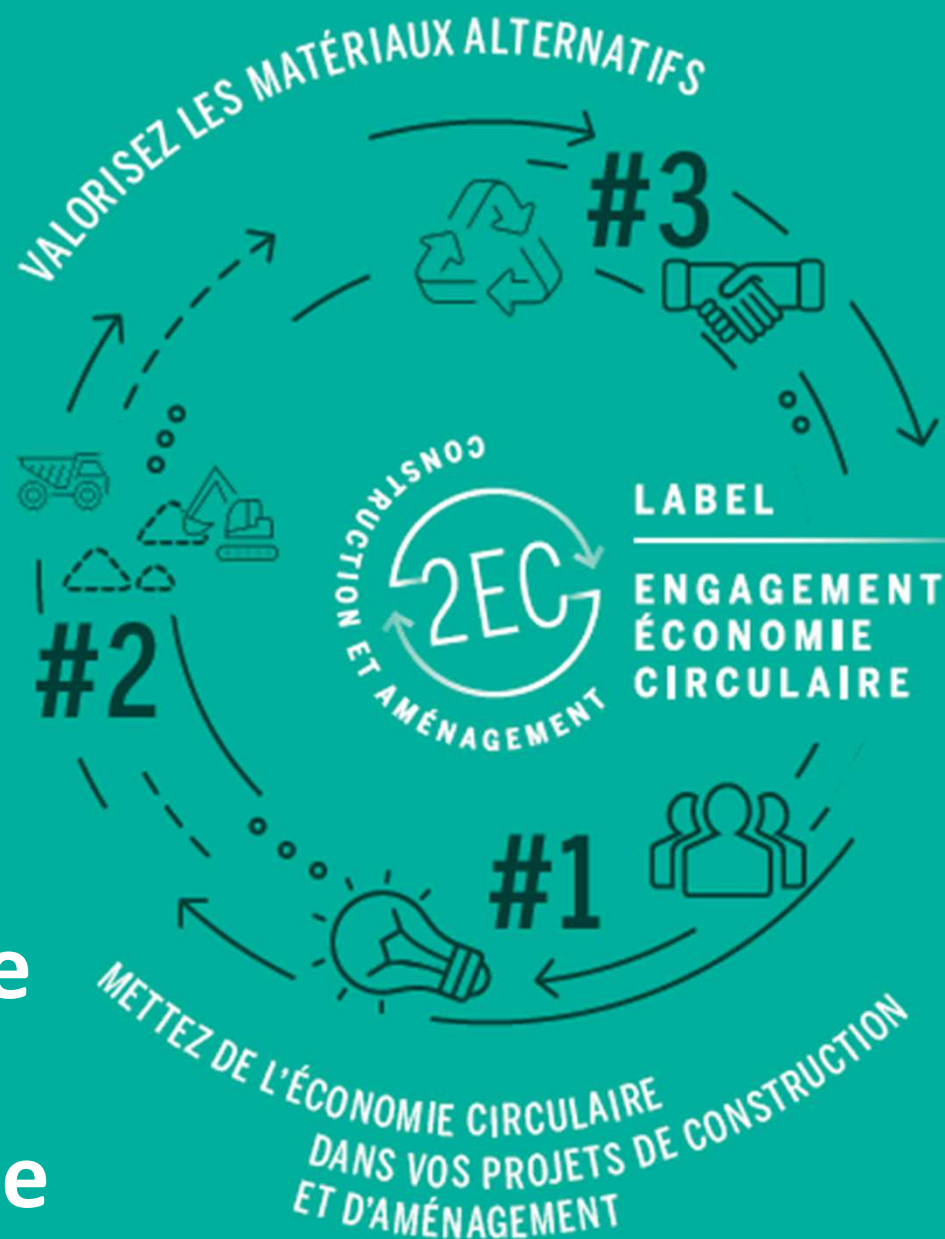 VALORISEZ LES MATÉRIAUX ALTERNATIFS
#3
CONSTRUCTION ET AMÉNAGEMENT
2EC
LABEL
ENGAGEMENT
ÉCONOMIE
CIRCULAIRE
#2
#1
e
METTEZ DE L'ÉCONOMIE CIRCULAIRE
DANS VOS PROJETS DE CONSTRUCTION
ET D'AMÉNAGEMENT
e